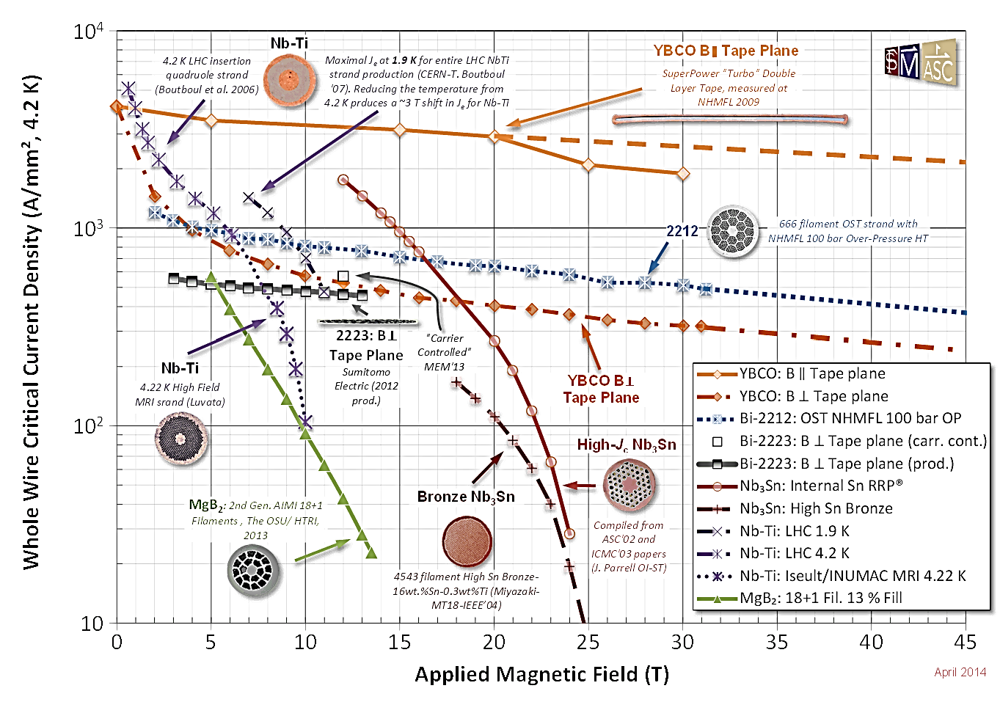 10⁴
10³
10²
10
Whole Wire Critical Current Density (A/mm², 4.2 K)
0
5
10
15
20
25
30
35
40
45
Applied Magnetic Field (T)
April 2014
4.2 K LHC insertion
quadruole strand
(Boutboul et al. 2006)
Nb-Ti
Maximal Jₑ at 1.9 K for entire LHC NbTi
strand production (CERN-T. Boutboul
'07). Reducing the temperature from
4.2 K prduces a ~3 T shift in Jₑ for Nb-Ti
YBCO B∥ Tape Plane
SuperPower "Turbo" Double
Layer Tape, measured at
NHMFL 2009
$M
ASC
2212
666 filament OST strand with
NHMFL 100 bar Over-Pressure HT
2223: B⊥
Tape Plane
Sumitomo
Electric (2012
prod.)
"Carrier
Controlled"
MEM'13
YBCO B⊥
Tape Plane
Nb-Ti
4.22 K High Field
MRI srand (Luvata)
MgB₂: 2nd Gen. AIMI 18+1
Filaments , The OSU/ HTRI,
2013
Bronze Nb₃Sn
4543 filament High Sn Bronze-
16wt.%Sn-0.3wt%Ti (Miyazaki-
MT18-IEEE'04)
High-J꜀ Nb₃Sn
Compiled from
ASC'02 and
ICMC'03 papers
(J. Parrell OI-ST)
YBCO: B ∥ Tape plane
YBCO: B ⊥ Tape plane
Bi-2212: OST NHMFL 100 bar OP
Bi-2223: B ⊥ Tape plane (carr. cont.)
Bi-2223: B ⊥ Tape plane (prod.)
Nb₃Sn: Internal Sn RRP®
Nb₃Sn: High Sn Bronze
Nb-Ti: LHC 1.9 K
Nb-Ti: LHC 4.2 K
Nb-Ti: Iseult/INUMAC MRI 4.22 K
MgB₂: 18+1 Fil. 13 % Fill